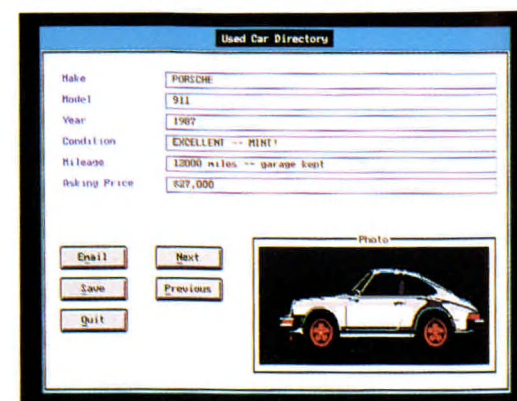 Used Car Directory
Make PORSCHE
Model 911
Year 1987
Condition EXCELLENT -- MINT!
Mileage 12000 miles -- garage kept
Asking Price $27,000
Email Next
Save Previous
Quit
Photo